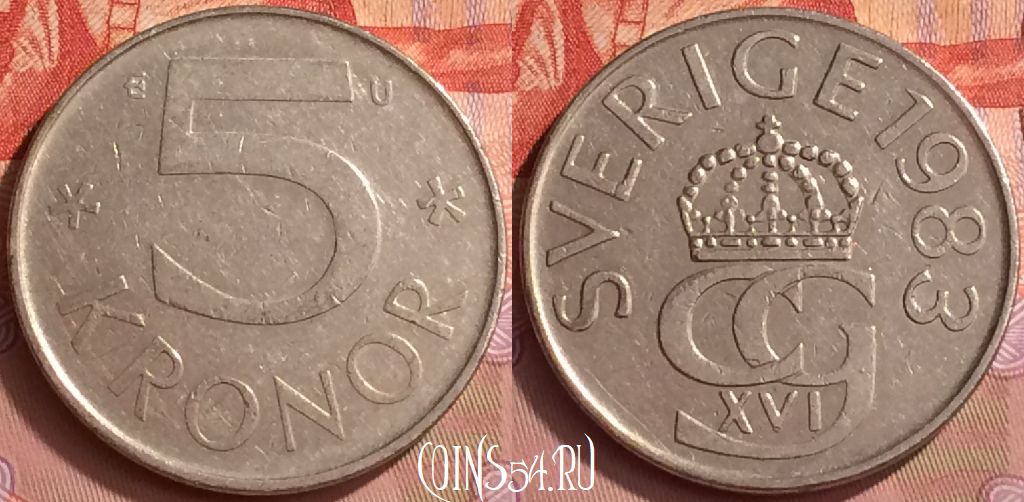 5
U
KRONOR
SVERIGE 1983
CG
XVI
COINS54.RU